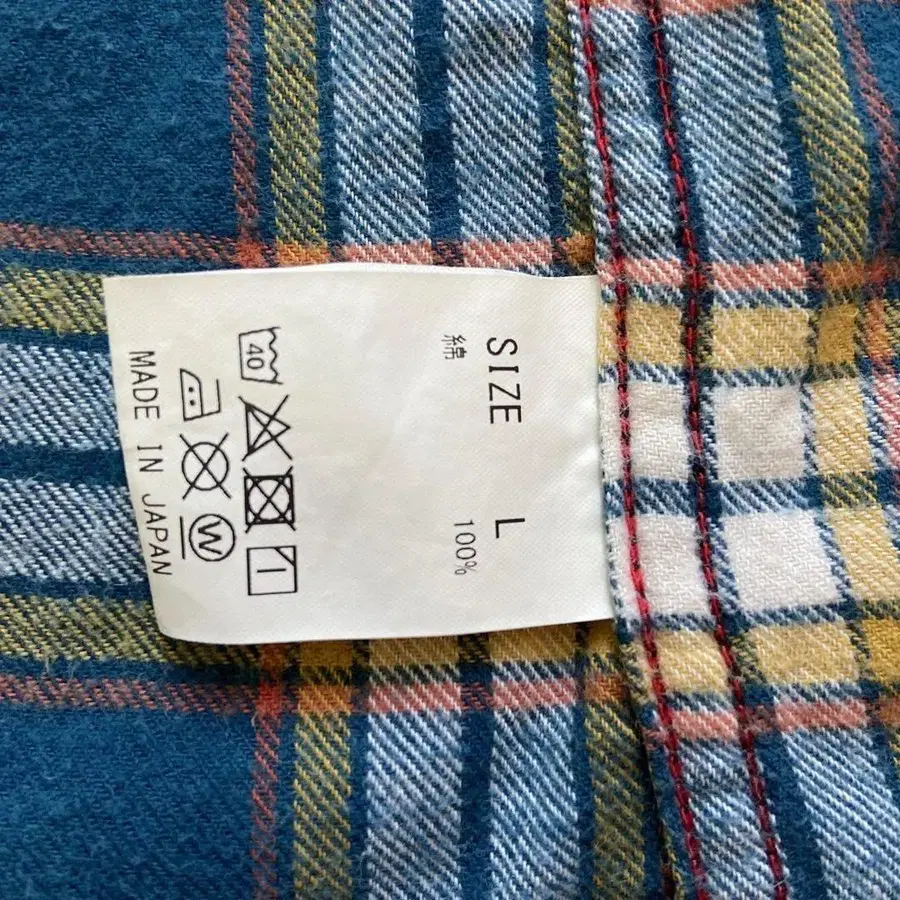 SIZE L
綿 100%
40
W
MADE IN JAPAN